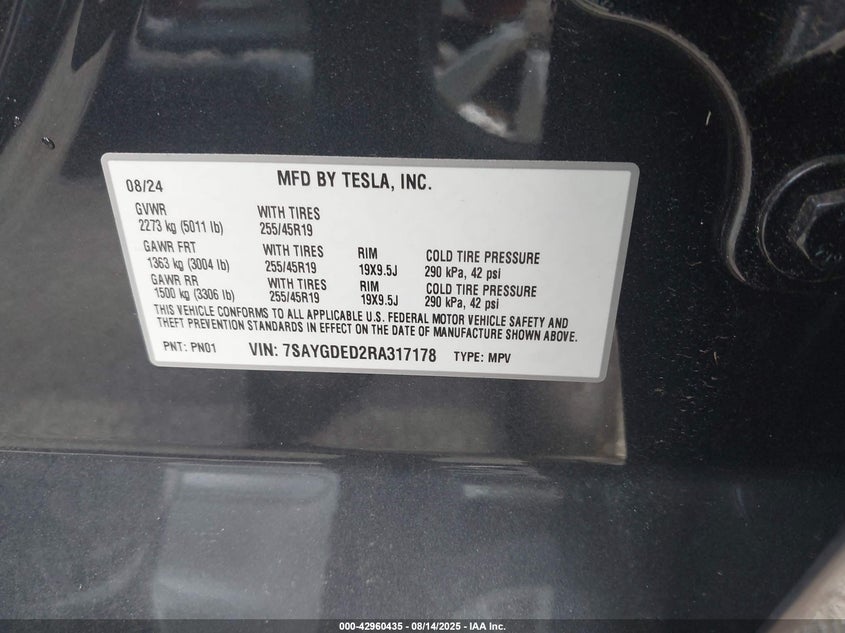 08/24 MFD BY TESLA, INC.
GVWR WITH TIRES
2273 kg (5011 lb) 255/45R19
GAWR FRT WITH TIRES RIM COLD TIRE PRESSURE
1363 kg (3004 lb) 255/45R19 19X9.5J 290 kPa, 42 psi
GAWR RR WITH TIRES RIM COLD TIRE PRESSURE
1500 kg (3306 lb) 255/45R19 19X9.5J 290 kPa, 42 psi
THIS VEHICLE CONFORMS TO ALL APPLICABLE U.S. FEDERAL MOTOR VEHICLE SAFETY AND
THEFT PREVENTION STANDARDS IN EFFECT ON THE DATE OF MANUFACTURE SHOWN ABOVE.
PNT: PN01 VIN: 7SAYGDED2RA317178 TYPE: MPV
000-42960435 - 08/14/2025 - IAA Inc.